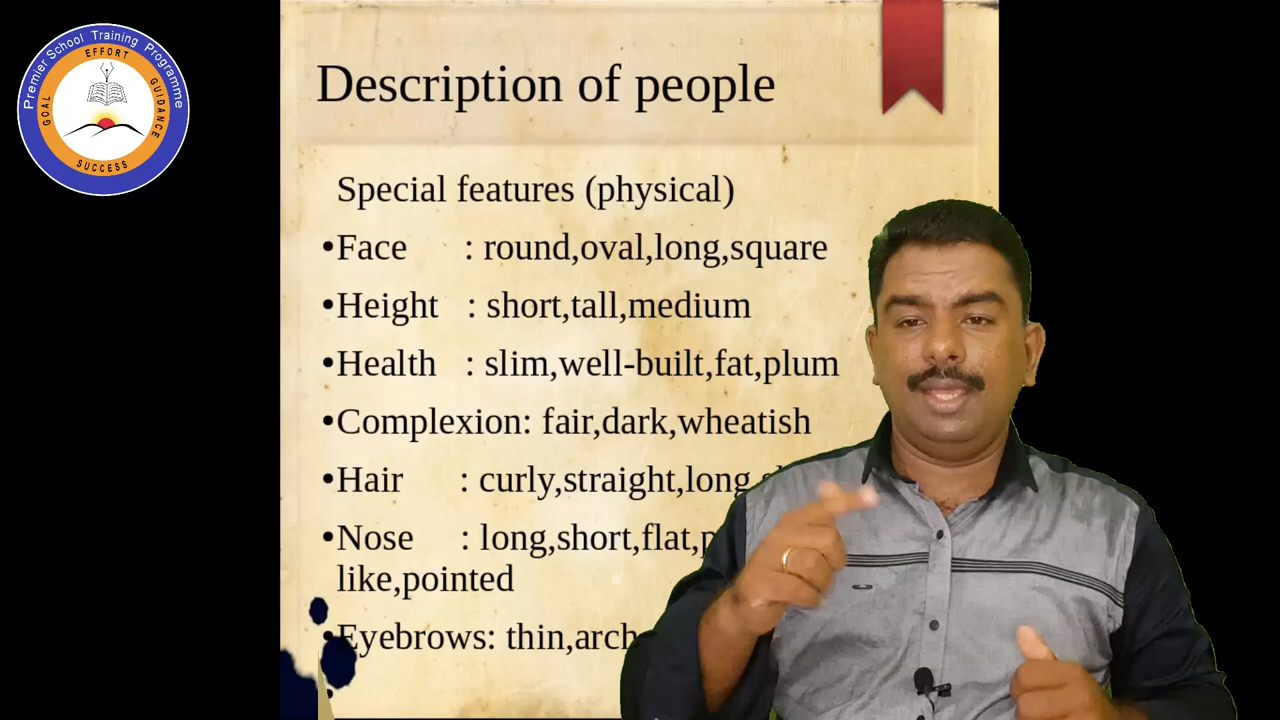 Premier School Training Programme
EFFORT
GOAL
GUIDANCE
SUCCESS
Description of people
Special features (physical)
•Face : round,oval,long,square
•Height : short,tall,medium
•Health : slim,well-built,fat,plum
•Complexion: fair,dark,wheatish
•Hair : curly,straight,long,
•Nose : long,short,flat,
like,pointed
•Eyebrows: thin,